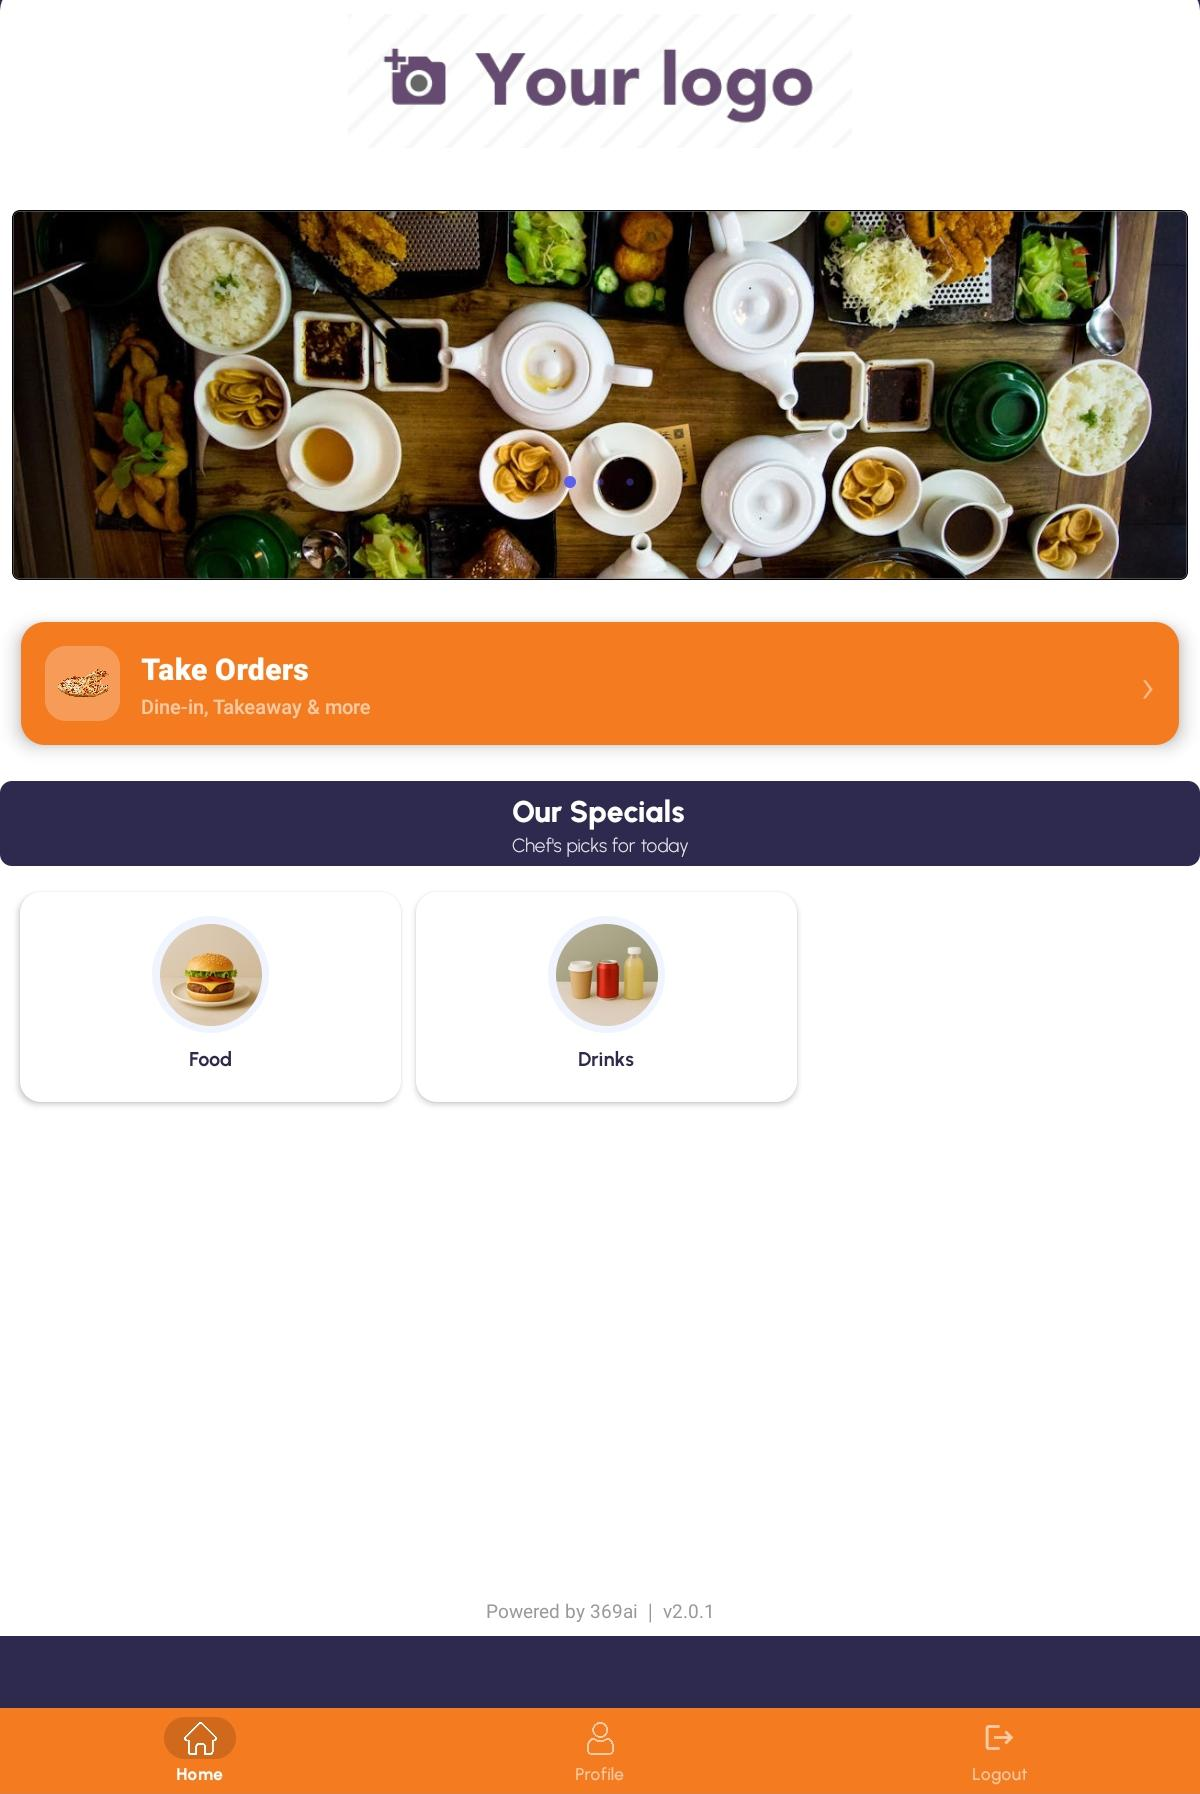 Your logo
Take Orders
Dine-in, Takeaway & more
Our Specials
Chef's picks for today
Food
Drinks
Powered by 369ai | v2.0.1
Home
Profile
Logout